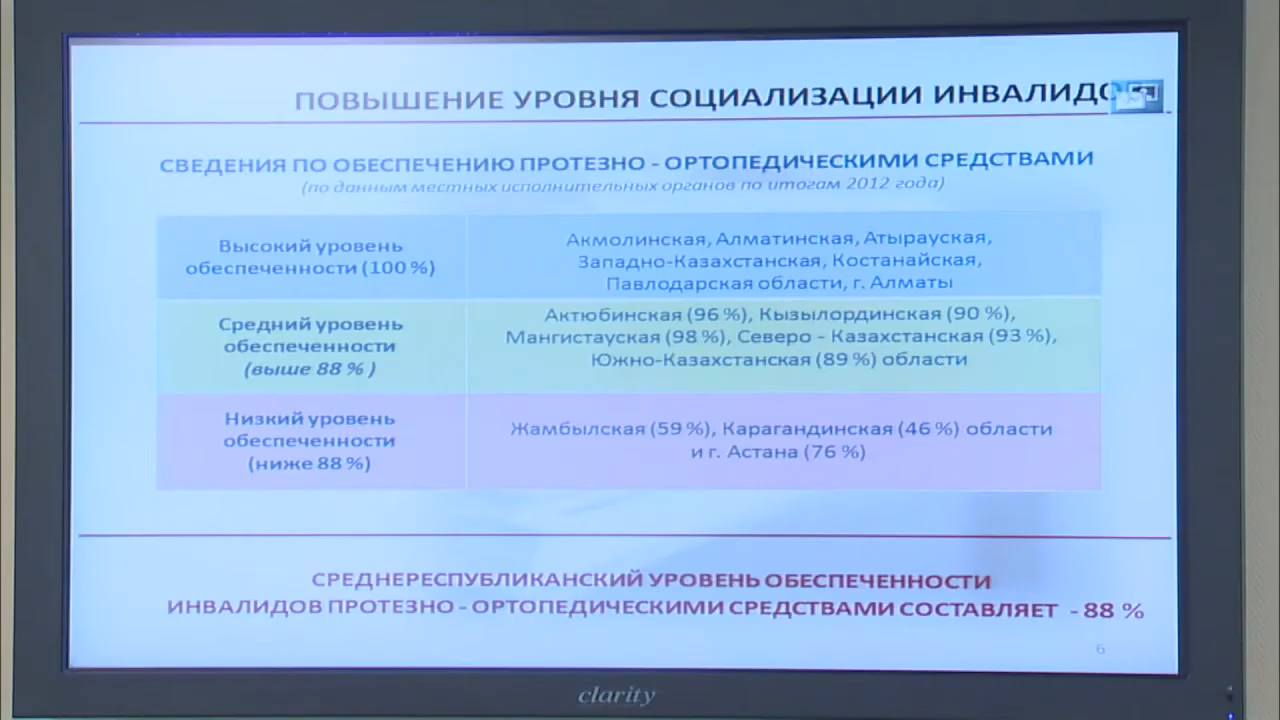 ПОВЫШЕНИЕ УРОВНЯ СОЦИАЛИЗАЦИИ
СВЕДЕНИЯ ПО ОБЕСПЕЧЕНИЮ ПРОТЕЗНО - ОРТОПЕДИЧЕСКИМИ СРЕДСТВАМИ
(по данным местных исполнительных органов по итогам 2012 года)
Высокий уровень
обеспеченности (100 %)
Акмолинская, Алматинская, Атырауская,
Западно-Казахстанская, Костанайская,
Павлодарская области, г. Алматы
Средний уровень
обеспеченности
(выше 88 % )
Актюбинская (96 %), Кызылординская (90 %),
Мангистауская (98 %), Северо - Казахстанская (93 %),
Южно-Казахстанская (89 %) области
Низкий уровень
обеспеченности
(ниже 88 %)
Жамбылская (59 %), Карагандинская (46 %) области
и г. Астана (76 %)
СРЕДНЕРЕСПУБЛИКАНСКИЙ УРОВЕНЬ ОБЕСПЕЧЕННОСТИ
ИНВАЛИДОВ ПРОТЕЗНО - ОРТОПЕДИЧЕСКИМИ СРЕДСТВАМИ СОСТАВЛЯЕТ - 88 %
6
clarity